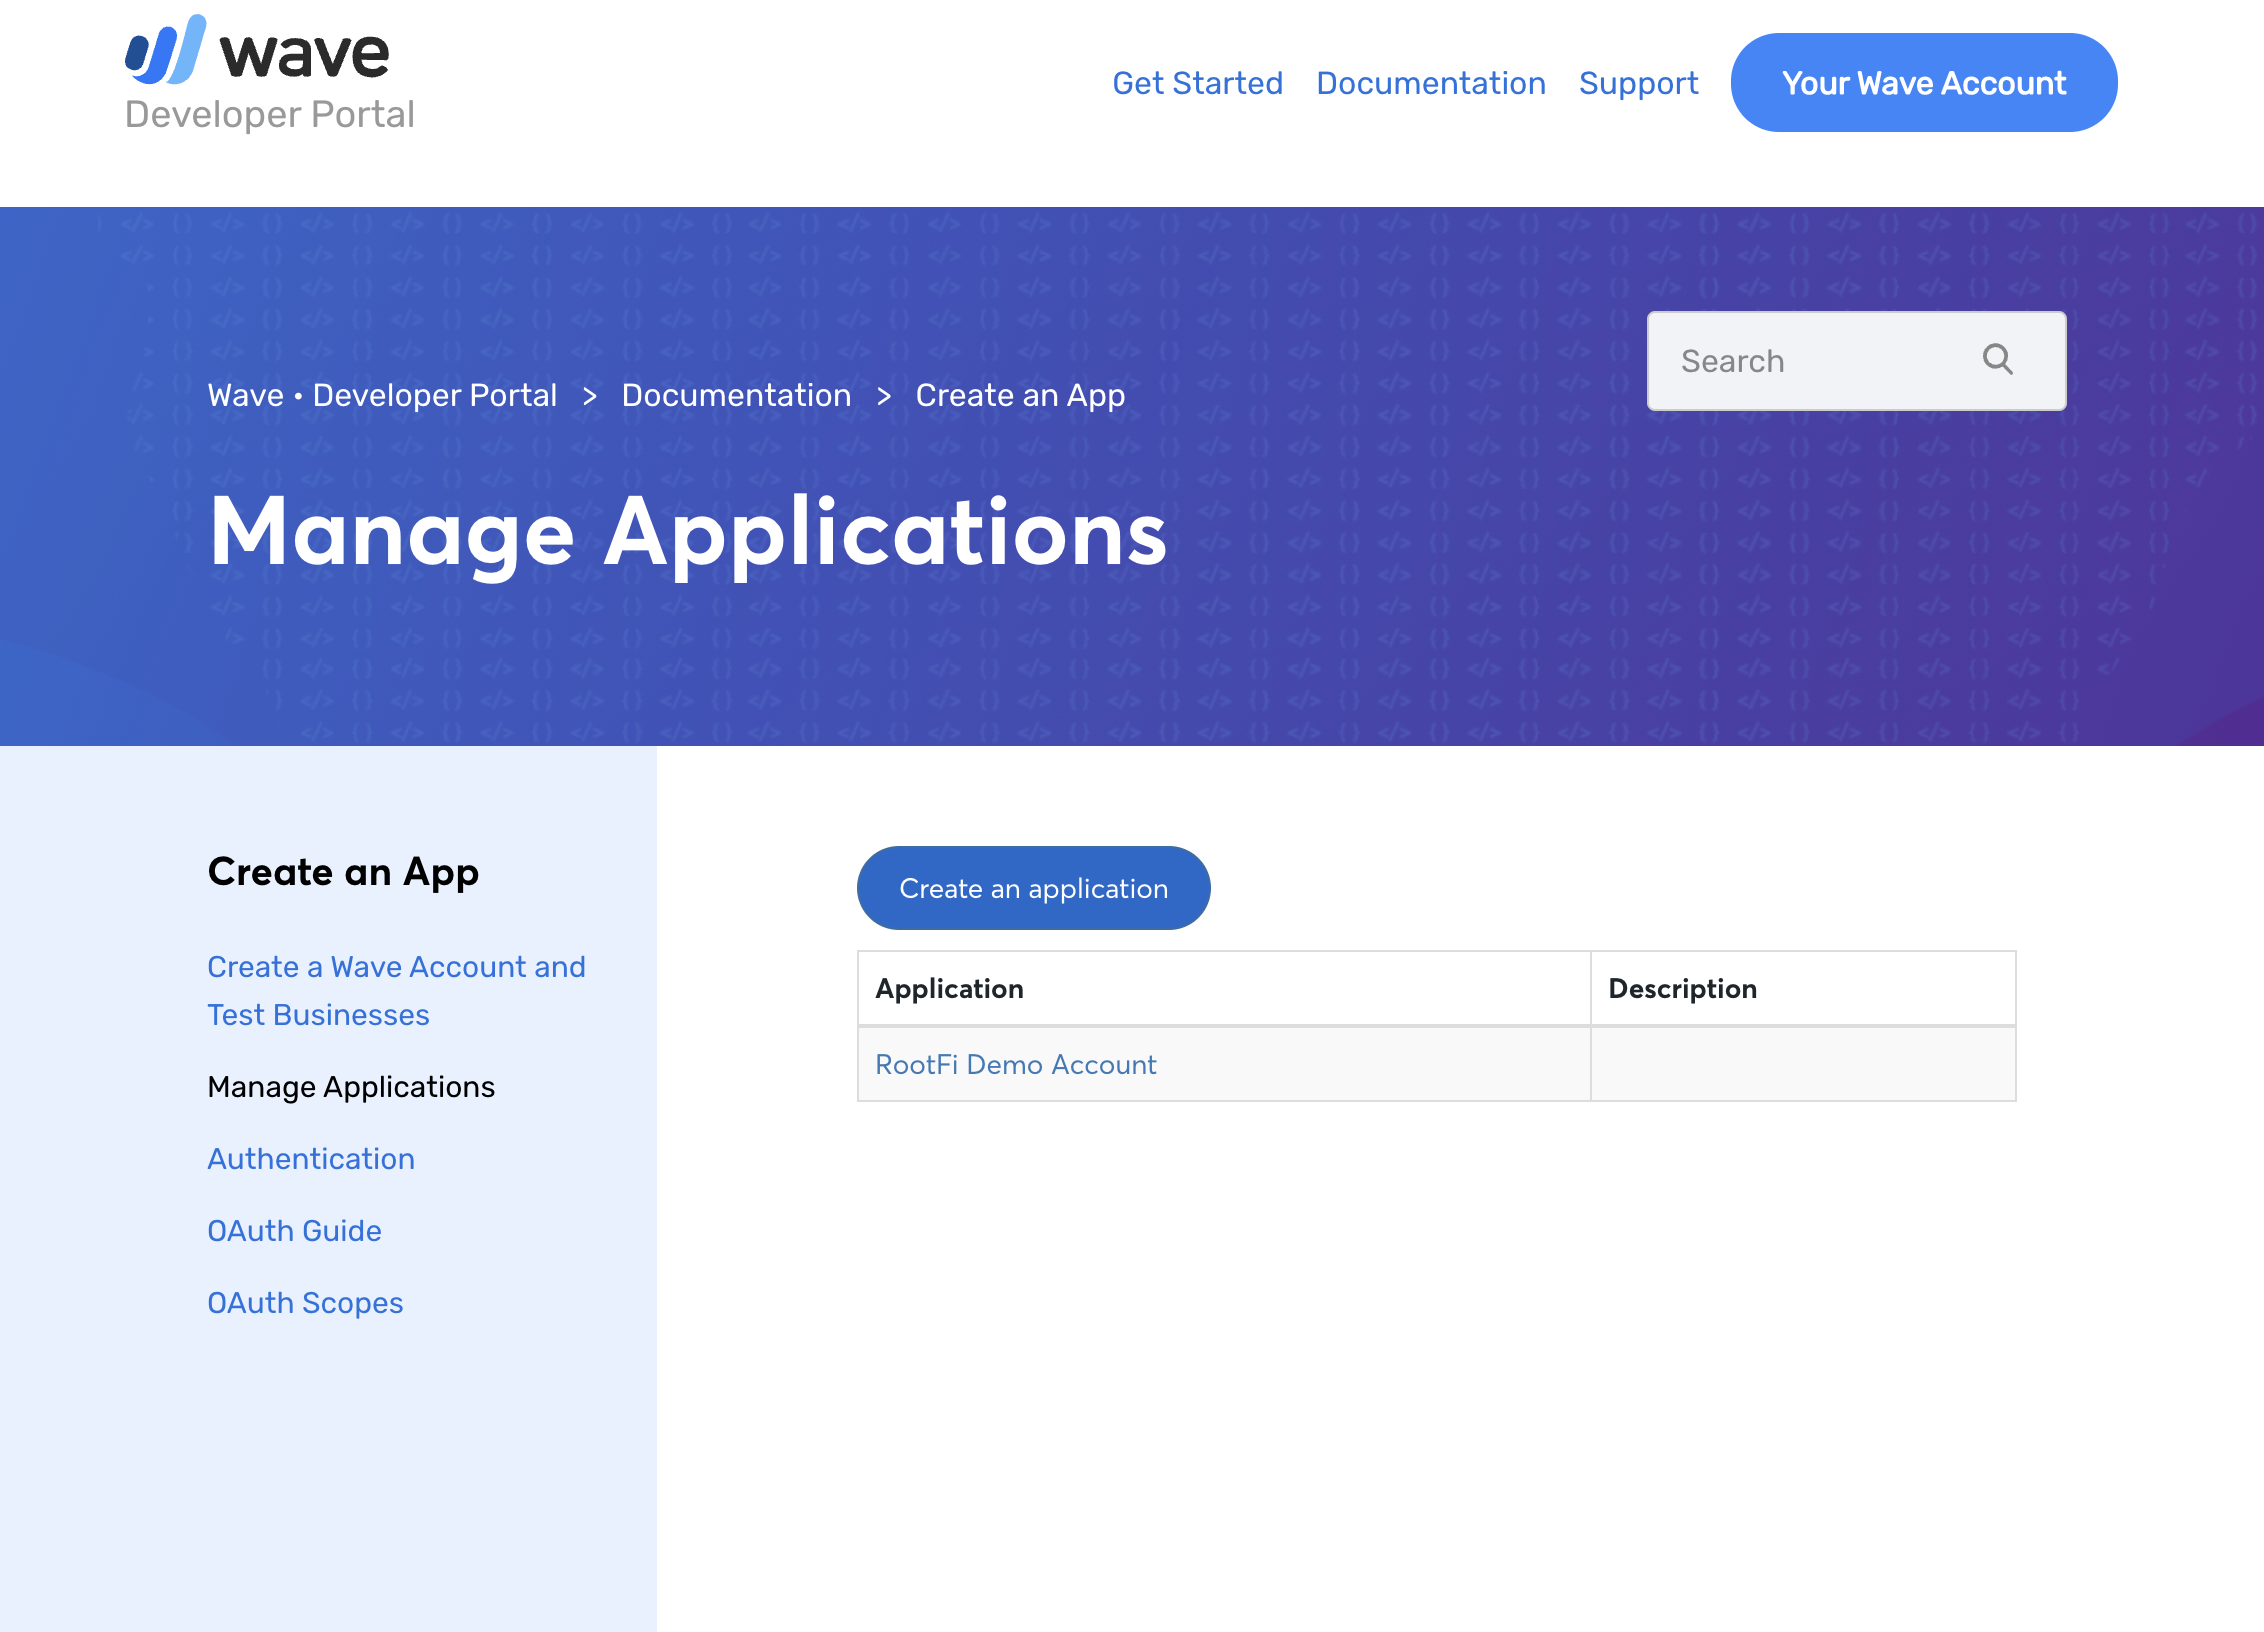 wave
Developer Portal
Get Started Documentation Support Your Wave Account
Search
Wave • Developer Portal > Documentation > Create an App
Manage Applications
Create an App
Create a Wave Account and
Test Businesses
Manage Applications
Authentication
OAuth Guide
OAuth Scopes
Create an application
Application Description
RootFi Demo Account